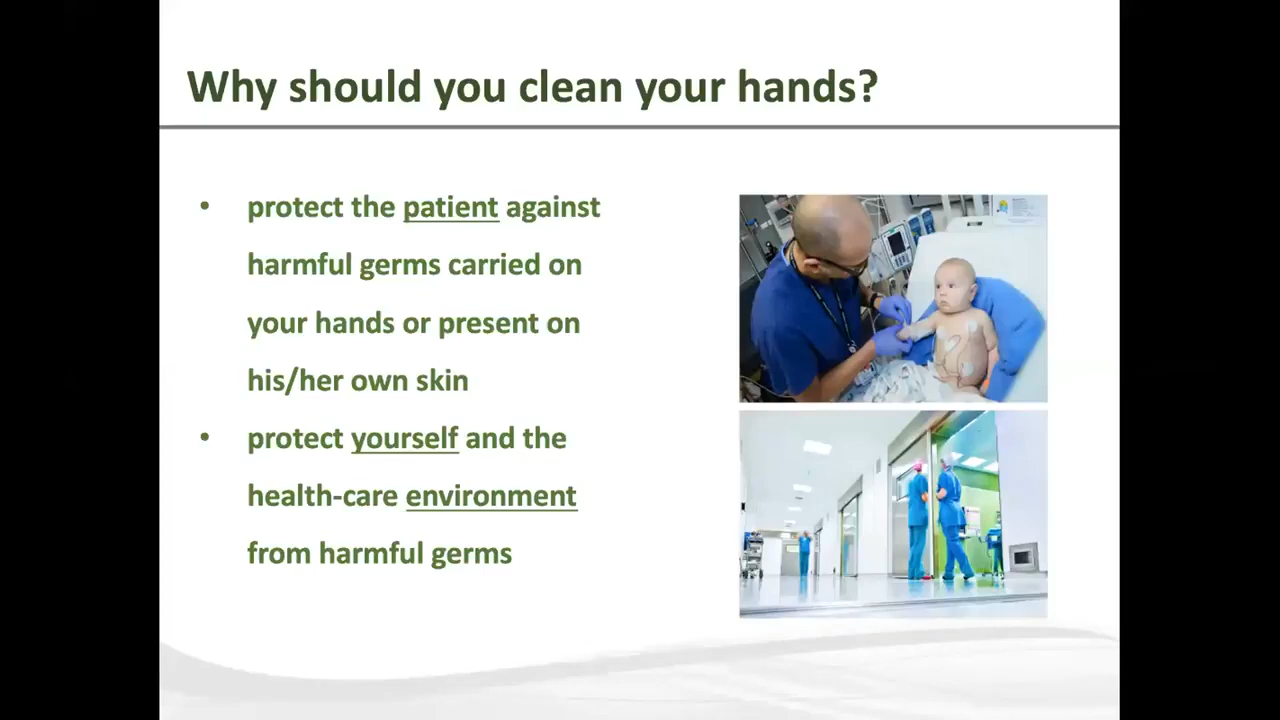 Why should you clean your hands?
• protect the patient against
harmful germs carried on
your hands or present on
his/her own skin
• protect yourself and the
health-care environment
from harmful germs